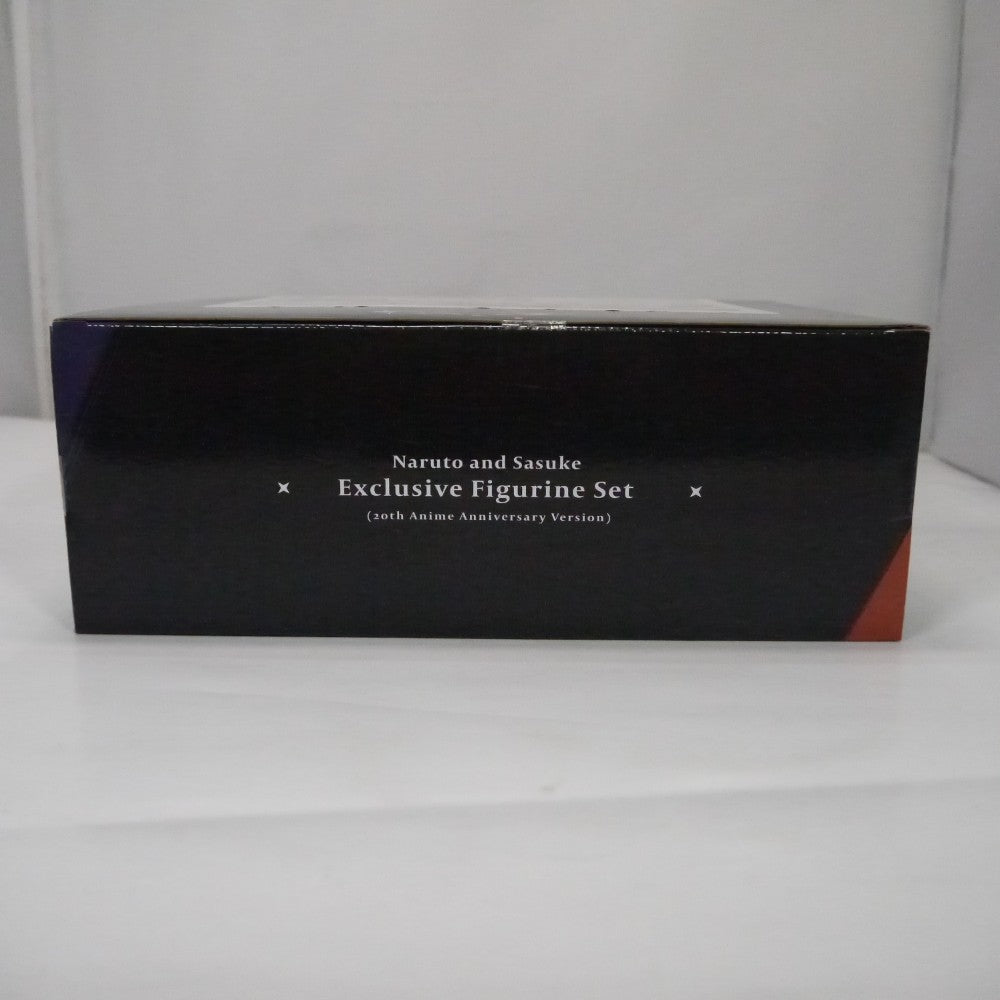 Naruto and Sasuke
Exclusive Figurine Set
(20th Anime Anniversary Version)